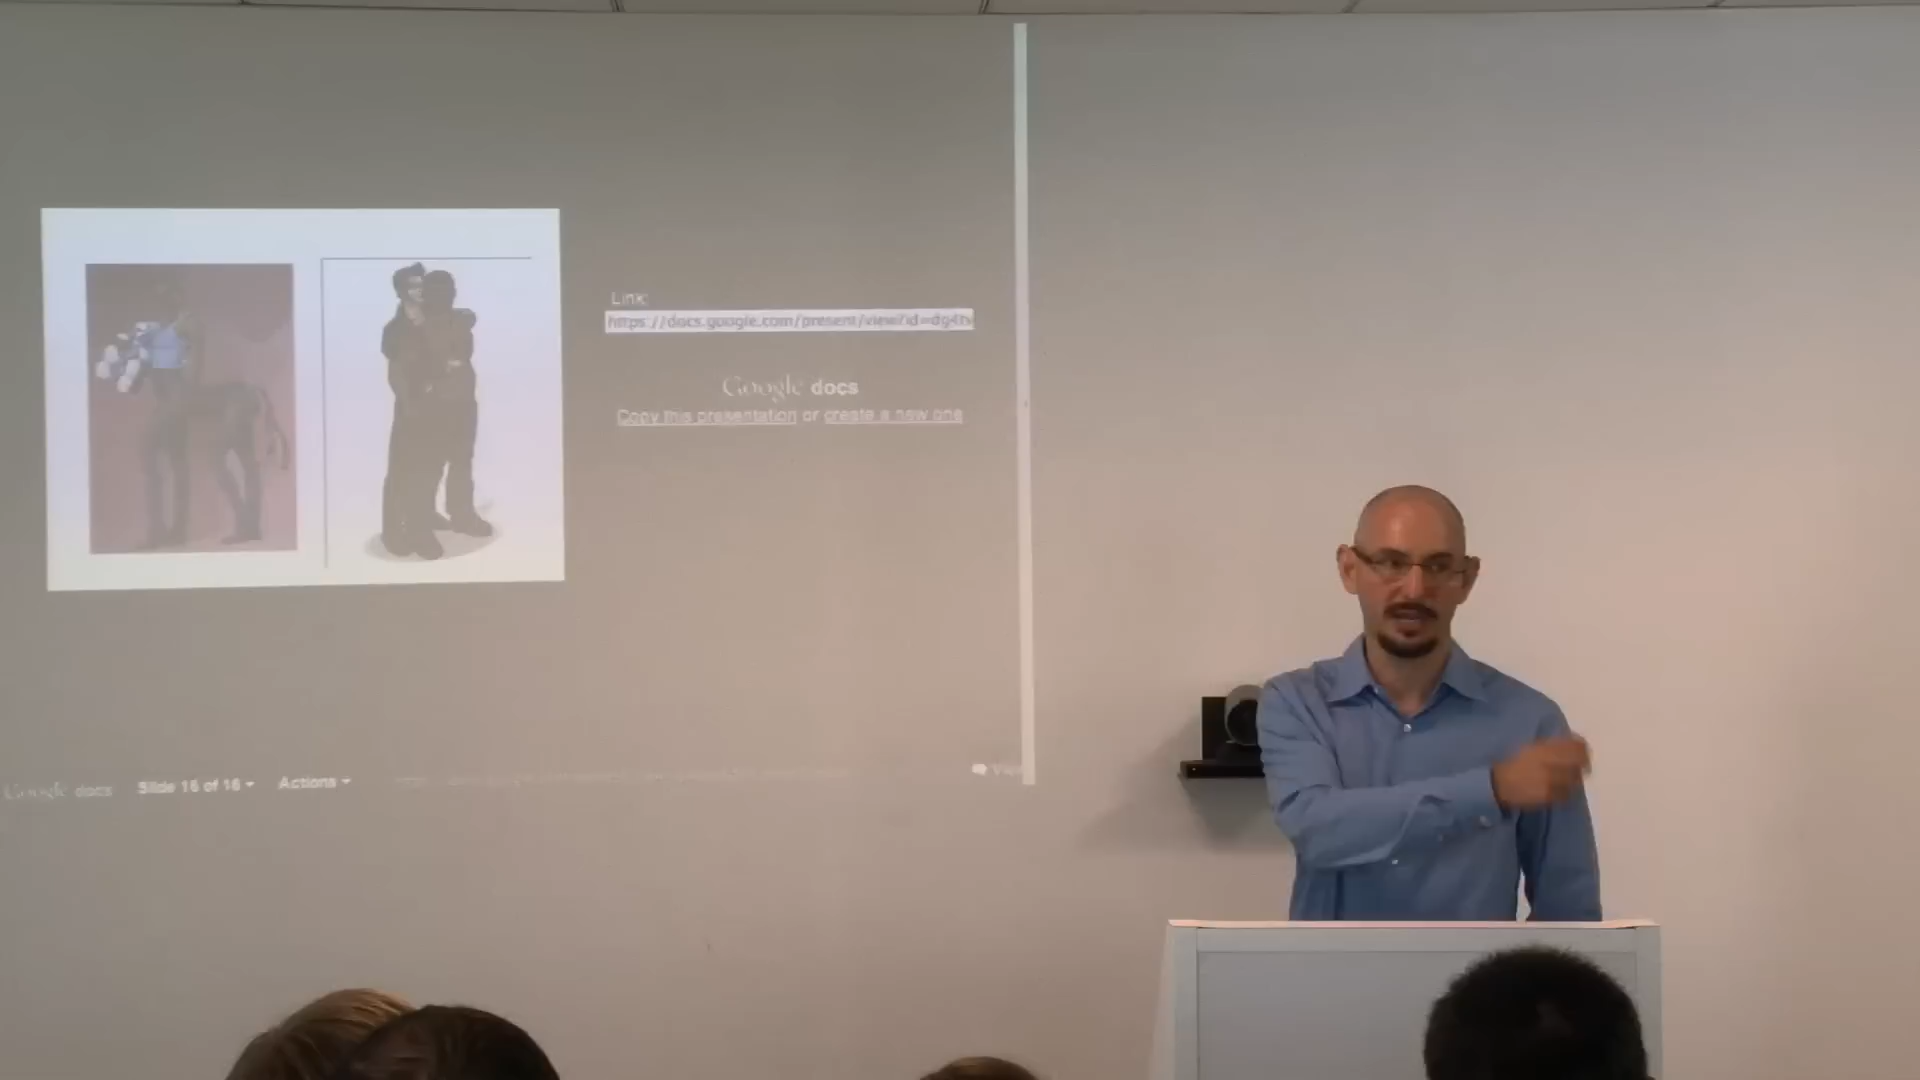 Link:
https://docs.google.com/present/view?id=dg4h
Google docs
Copy this presentation or create a new one
Google docs Slide 16 of 16 Actions